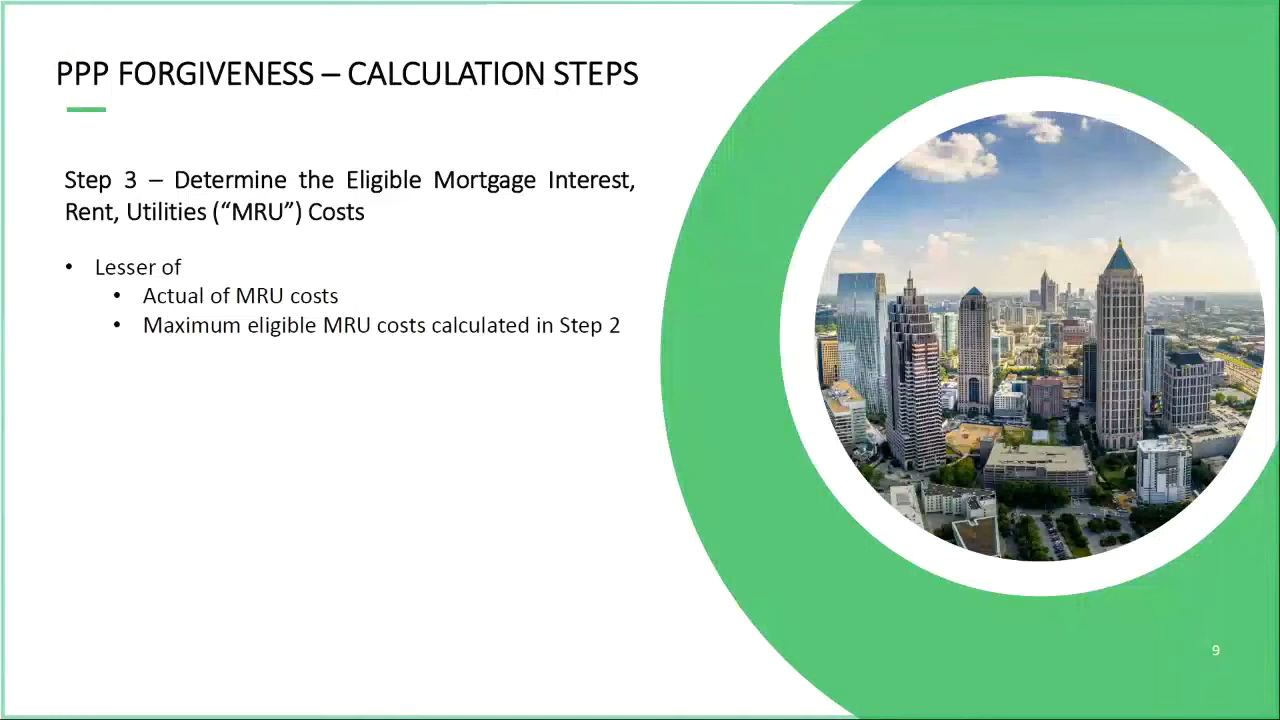 PPP FORGIVENESS – CALCULATION STEPS
Step 3 – Determine the Eligible Mortgage Interest,
Rent, Utilities (“MRU”) Costs
• Lesser of
• Actual of MRU costs
• Maximum eligible MRU costs calculated in Step 2
9